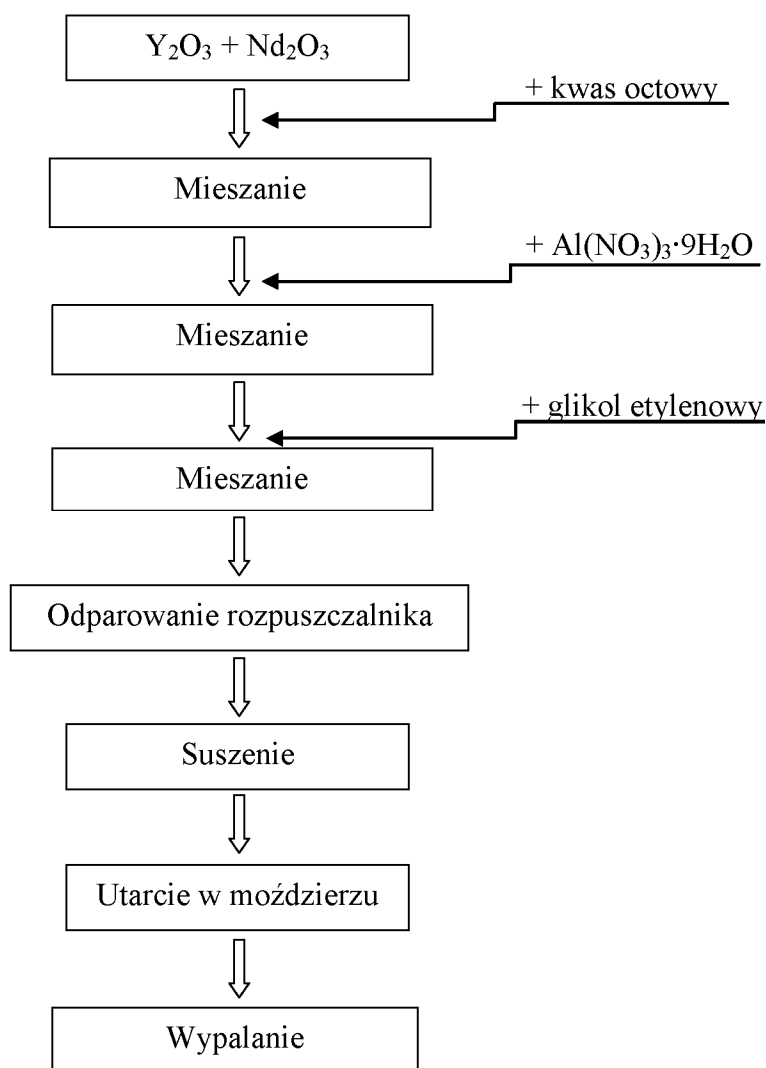 Y₂O₃ + Nd₂O₃
+ kwas octowy
Mieszanie
+ Al(NO₃)₃·9H₂O
Mieszanie
+ glikol etylenowy
Mieszanie
Odparowanie rozpuszczalnika
Suszenie
Utarcie w moździerzu
Wypalanie